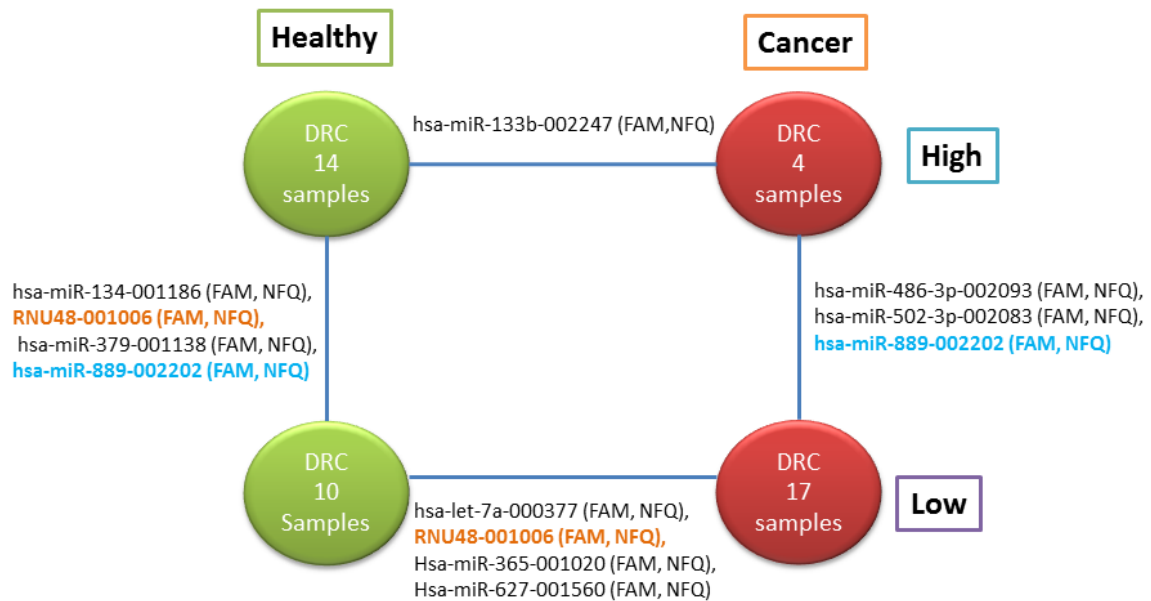 Healthy
Cancer
DRC
14
samples
hsa-miR-133b-002247 (FAM,NFQ)
DRC
4
samples
High
hsa-miR-134-001186 (FAM, NFQ),
RNU48-001006 (FAM, NFQ),
hsa-miR-379-001138 (FAM, NFQ),
hsa-miR-889-002202 (FAM, NFQ)
hsa-miR-486-3p-002093 (FAM, NFQ),
hsa-miR-502-3p-002083 (FAM, NFQ),
hsa-miR-889-002202 (FAM, NFQ)
DRC
10
Samples
DRC
17
samples
Low
hsa-let-7a-000377 (FAM, NFQ),
RNU48-001006 (FAM, NFQ),
Hsa-miR-365-001020 (FAM, NFQ),
Hsa-miR-627-001560 (FAM, NFQ)